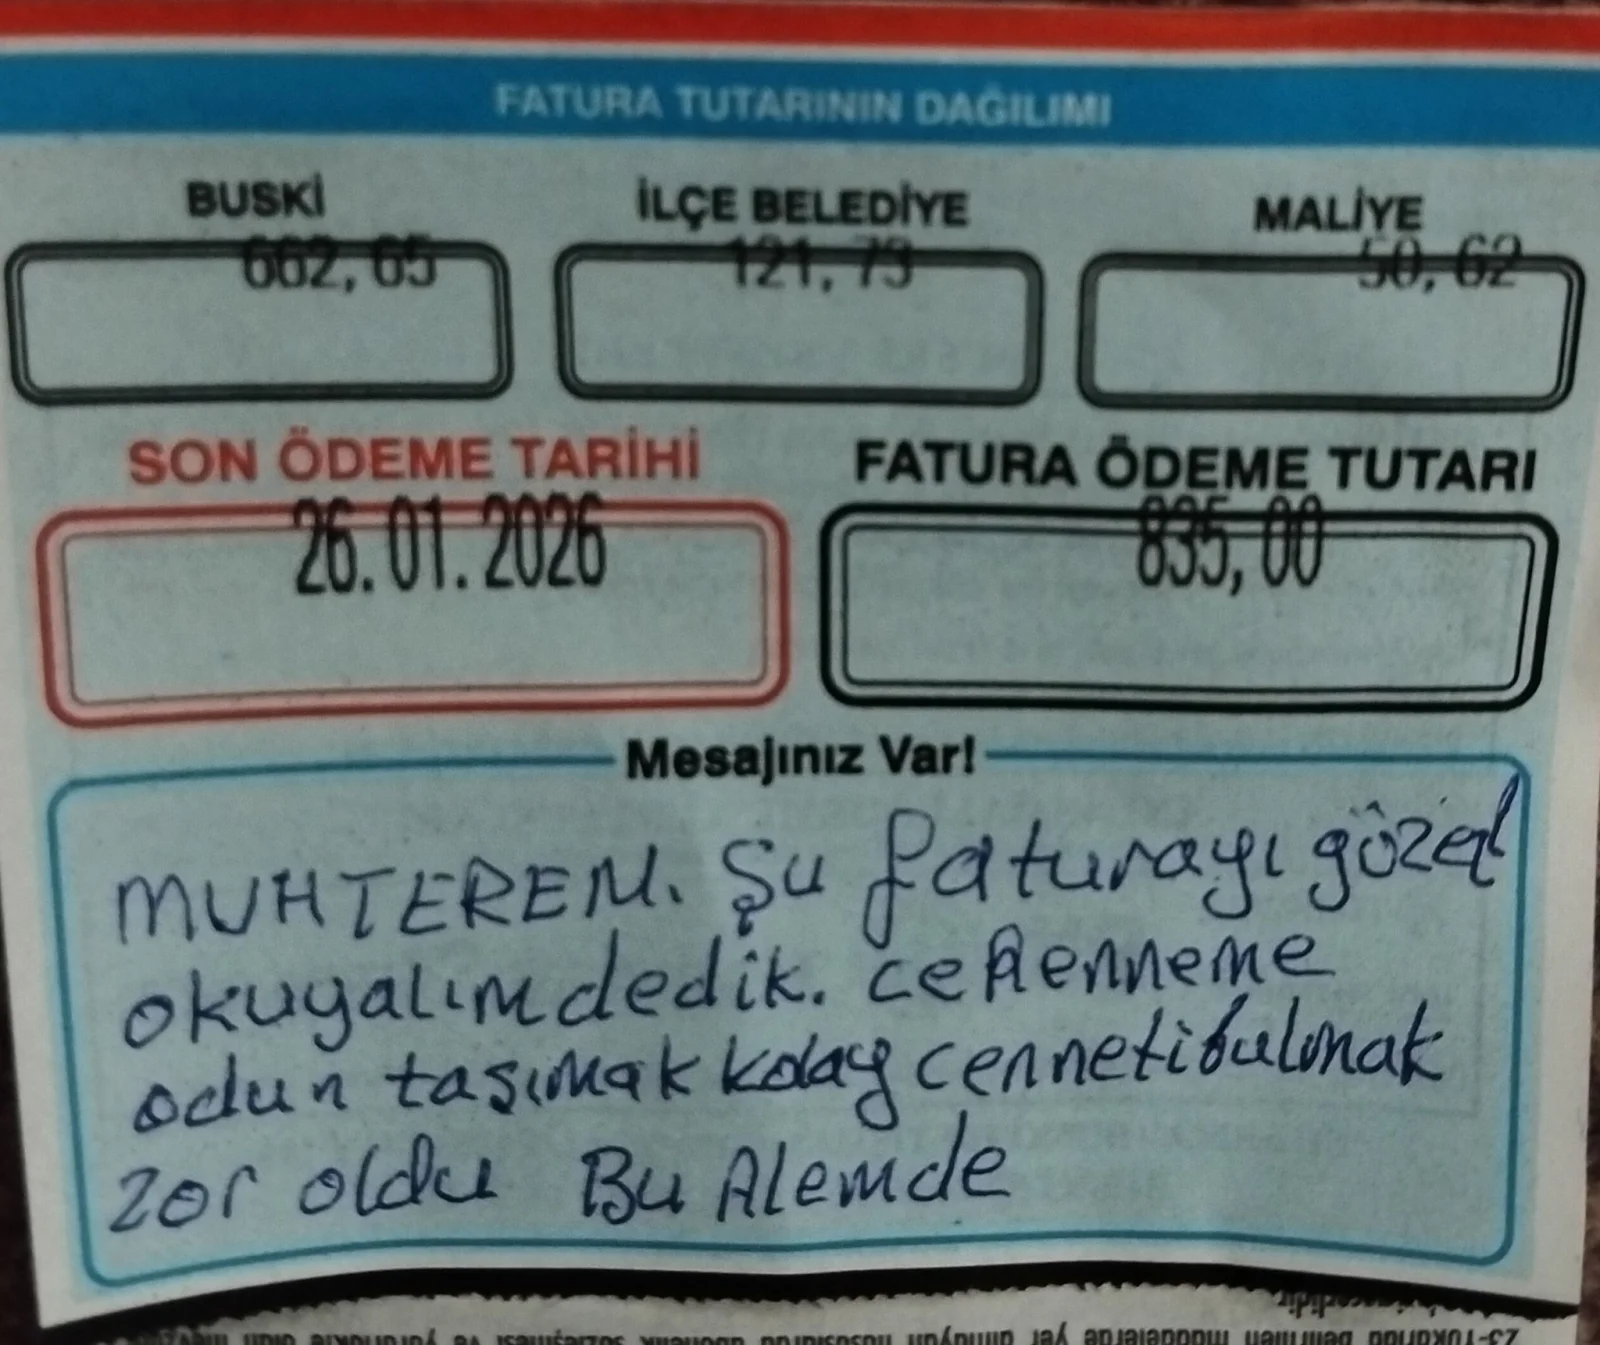 FATURA TUTARININ DAĞILIMI
BUSKİ İLÇE BELEDİYE MALİYE
662,65 121,73 50,62
SON ÖDEME TARİHİ FATURA ÖDEME TUTARI
26.01.2026 835,00
Mesajınız Var!
MUHTEREM. Şu faturayı gözel
okuyalım dedik. cehenneme
odun taşımak kolay cenneti bulmak
zor oldu Bu Alemde